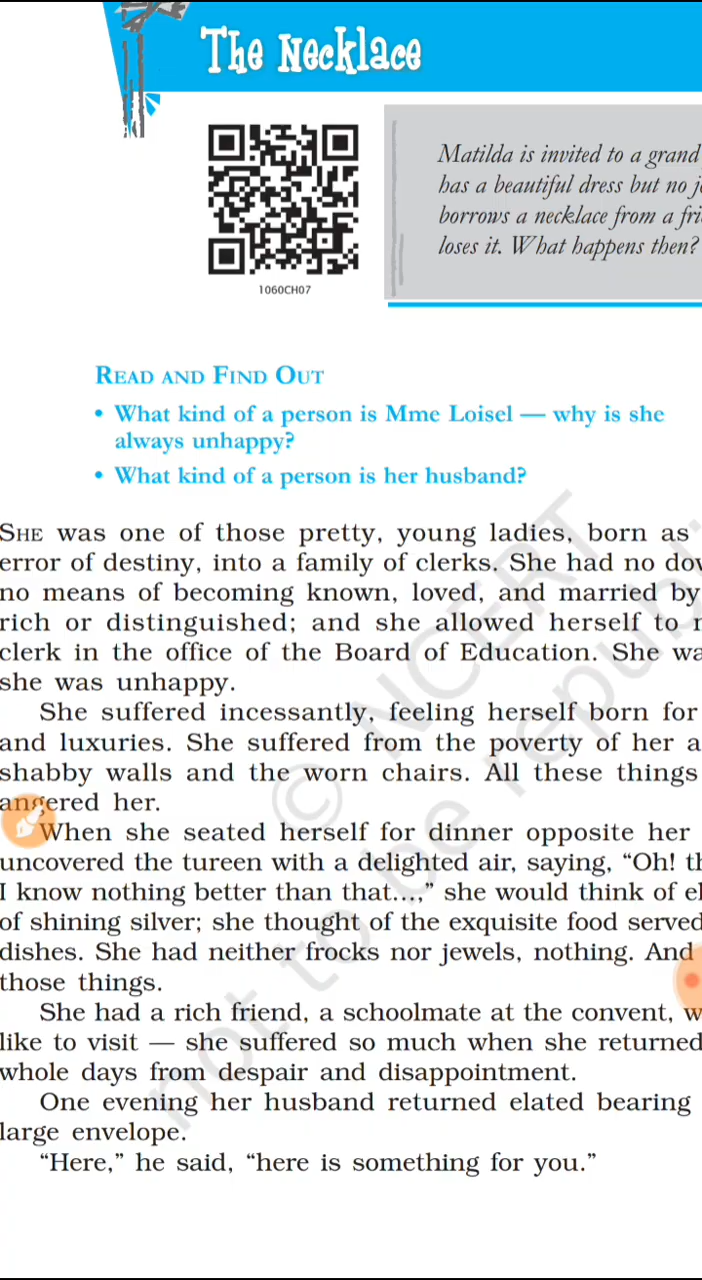 The Necklace
Matilda is invited to a grand
has a beautiful dress but no
borrows a necklace from a
loses it. What happens then?
1060CH07
READ AND FIND OUT
• What kind of a person is Mme Loisel — why is she
always unhappy?
• What kind of a person is her husband?
SHE was one of those pretty, young ladies, born as
error of destiny, into a family of clerks. She had no
no means of becoming known, loved, and married by
rich or distinguished; and she allowed herself to
clerk in the office of the Board of Education. She
she was unhappy.
She suffered incessantly, feeling herself born for
and luxuries. She suffered from the poverty of her
shabby walls and the worn chairs. All these things
angered her.
When she seated herself for dinner opposite her
uncovered the tureen with a delighted air, saying, “Oh!
I know nothing better than that...,” she would think of
of shining silver; she thought of the exquisite food served
dishes. She had neither frocks nor jewels, nothing. And
those things.
She had a rich friend, a schoolmate at the convent,
like to visit — she suffered so much when she returned
whole days from despair and disappointment.
One evening her husband returned elated bearing
large envelope.
“Here,” he said, “here is something for you.”
© NCERT
not to be